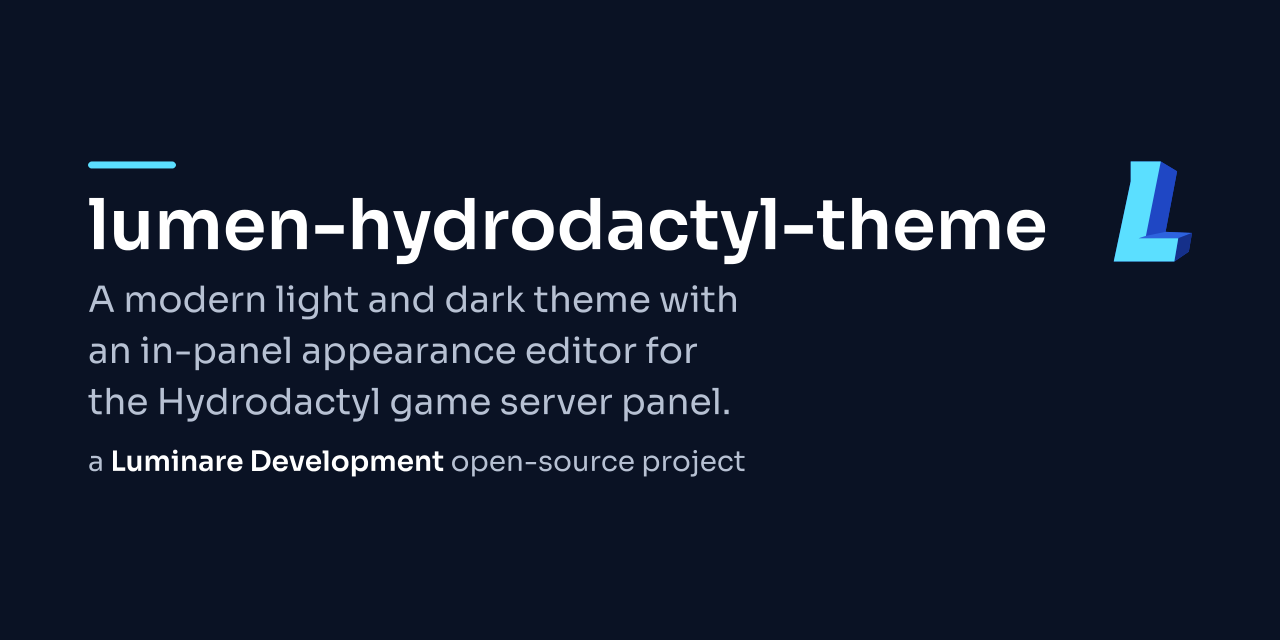 lumen-hydrodactyl-theme
A modern light and dark theme with
an in-panel appearance editor for
the Hydrodactyl game server panel.
a Luminare Development open-source project